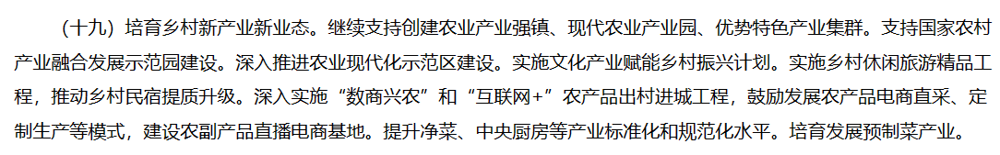 （十九）培育乡村新产业新业态。继续支持创建农业产业强镇、现代农业产业园、优势特色产业集群。支持国家农村
产业融合发展示范园建设。深入推进农业现代化示范区建设。实施文化产业赋能乡村振兴计划。实施乡村休闲旅游精品工
程，推动乡村民宿提质升级。深入实施“数商兴农”和“互联网+”农产品出村进城工程，鼓励发展农产品电商直采、定
制生产等模式，建设农副产品直播电商基地。提升净菜、中央厨房等产业标准化和规范化水平。培育发展预制菜产业。